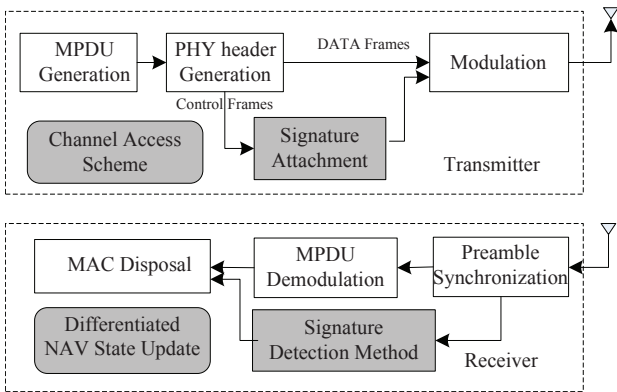 MPDU
Generation
PHY header
Generation
DATA Frames
Modulation
Control Frames
Channel Access
Scheme
Signature
Attachment
Transmitter
MAC Disposal
MPDU
Demodulation
Preamble
Synchronization
Differentiated
NAV State Update
Signature
Detection Method
Receiver